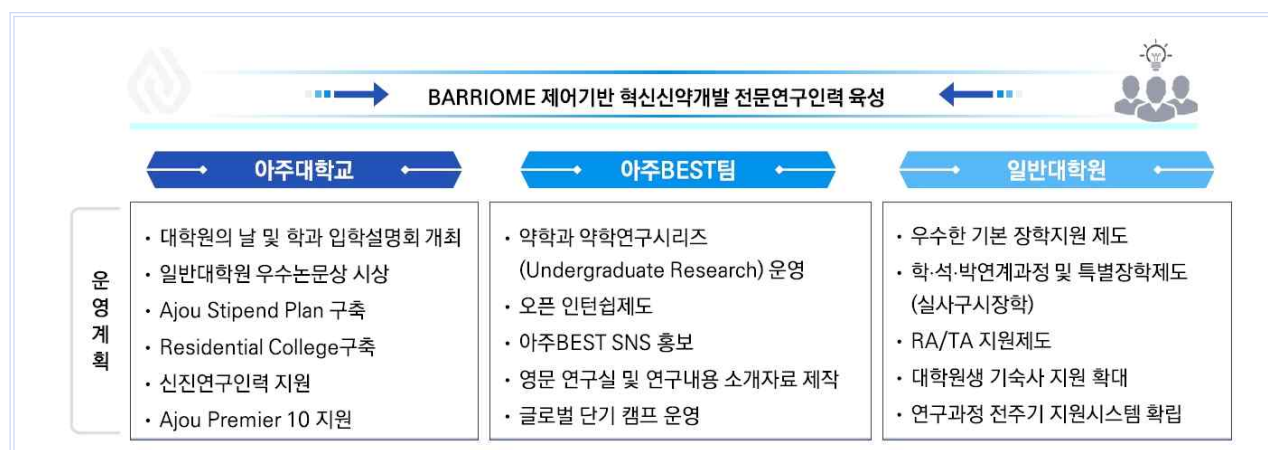 BARRIOME 제어기반 혁신신약개발 전문연구인력 육성
아주대학교
아주BEST팀
일반대학원
운영계획
· 대학원의 날 및 학과 입학설명회 개최
· 일반대학원 우수논문상 시상
· Ajou Stipend Plan 구축
· Residential College구축
· 신진연구인력 지원
· Ajou Premier 10 지원
· 약학과 약학연구시리즈
(Undergraduate Research) 운영
· 오픈 인턴쉽제도
· 아주BEST SNS 홍보
· 영문 연구실 및 연구내용 소개자료 제작
· 글로벌 단기 캠프 운영
· 우수한 기본 장학지원 제도
· 학·석·박연계과정 및 특별장학제도
(실사구시장학)
· RA/TA 지원제도
· 대학원생 기숙사 지원 확대
· 연구과정 전주기 지원시스템 확립